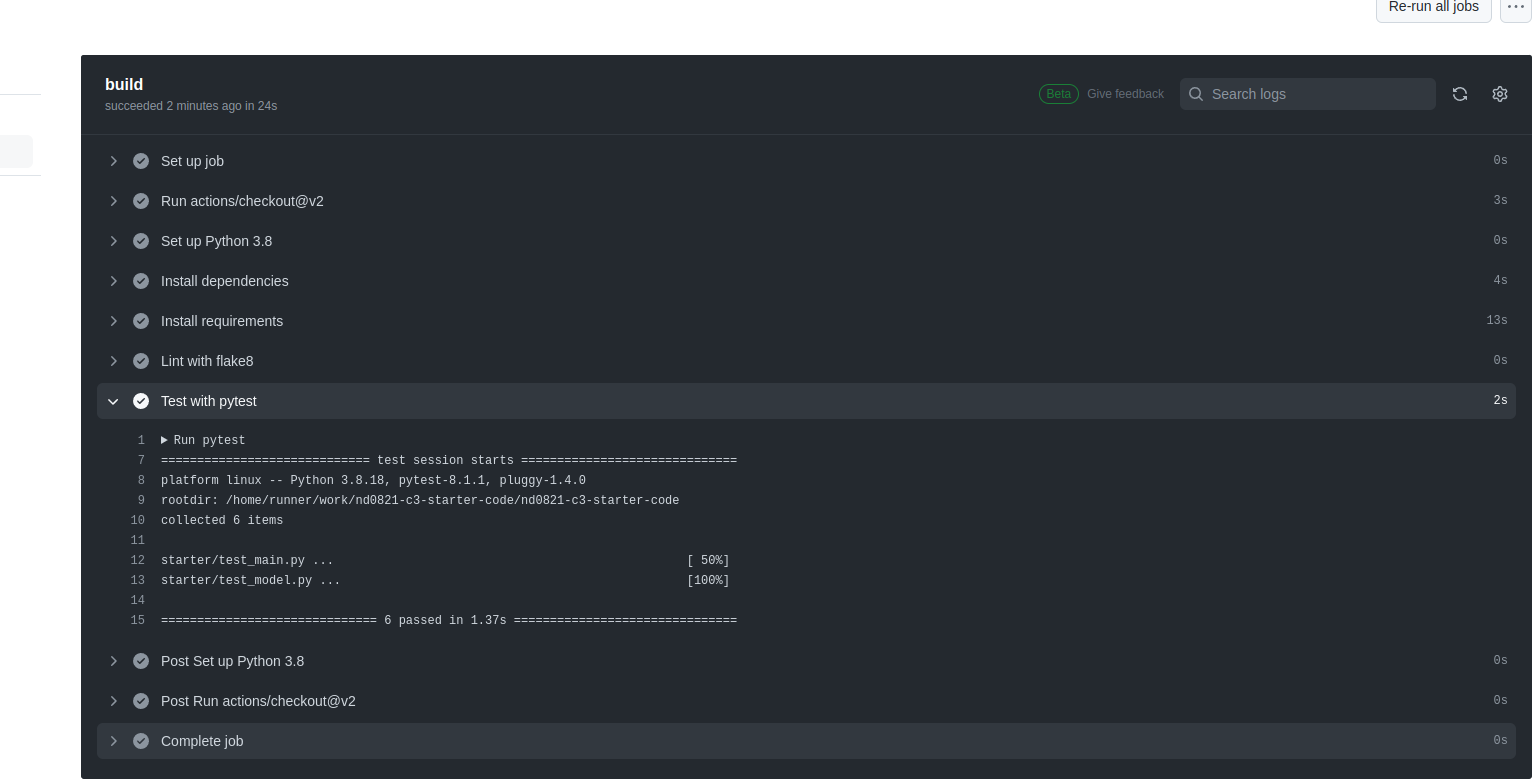 Re-run all jobs
build
succeeded 2 minutes ago in 24s
Beta Give feedback
Search logs
Set up job 0s
Run actions/checkout@v2 3s
Set up Python 3.8 0s
Install dependencies 4s
Install requirements 13s
Lint with flake8 0s
Test with pytest 2s
1 Run pytest
7 ============================= test session starts ==============================
8 platform linux -- Python 3.8.18, pytest-8.1.1, pluggy-1.4.0
9 rootdir: /home/runner/work/nd0821-c3-starter-code/nd0821-c3-starter-code
10 collected 6 items
11
12 starter/test_main.py ... [ 50%]
13 starter/test_model.py ... [100%]
14
15 ============================== 6 passed in 1.37s ===============================
Post Set up Python 3.8 0s
Post Run actions/checkout@v2 0s
Complete job 0s